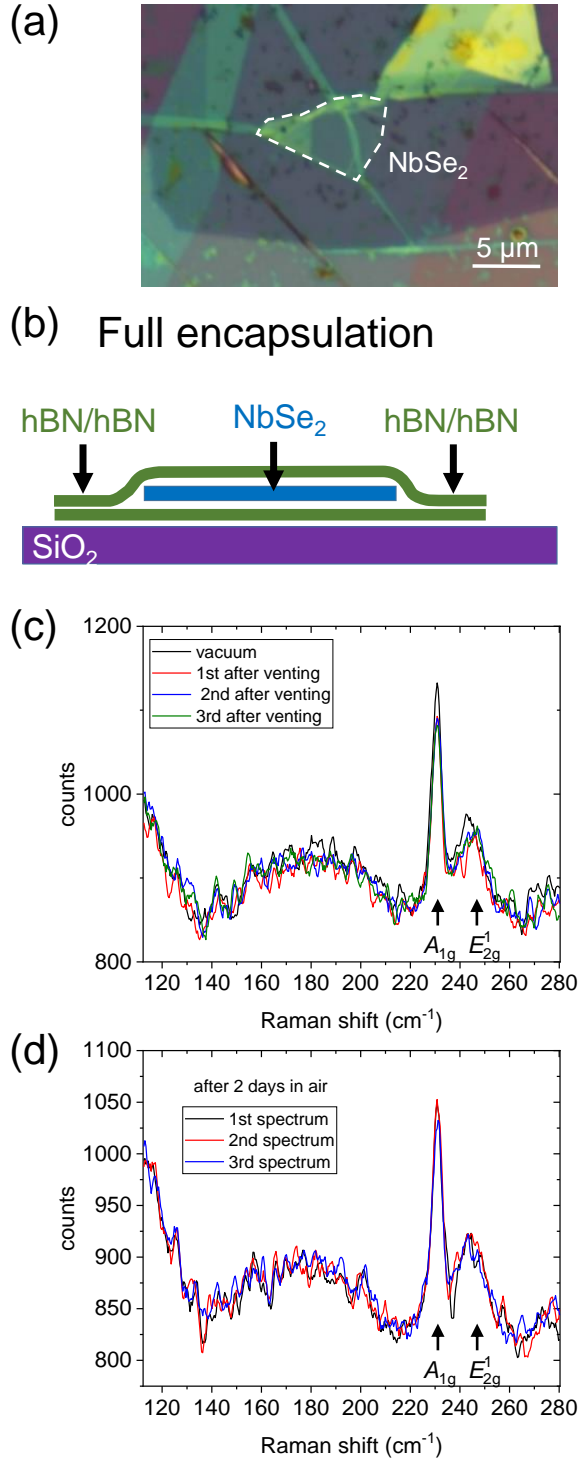 (a)
NbSe₂
5 µm
(b) Full encapsulation
hBN/hBN NbSe₂ hBN/hBN
SiO₂
(c)
1200
1000
800
counts
vacuum
1st after venting
2nd after venting
3rd after venting
A₁g E¹₂g
120 140 160 180 200 220 240 260 280
Raman shift (cm⁻¹)
(d)
1100
1050
1000
950
900
850
800
counts
after 2 days in air
1st spectrum
2nd spectrum
3rd spectrum
A₁g E¹₂g
120 140 160 180 200 220 240 260 280
Raman shift (cm⁻¹)